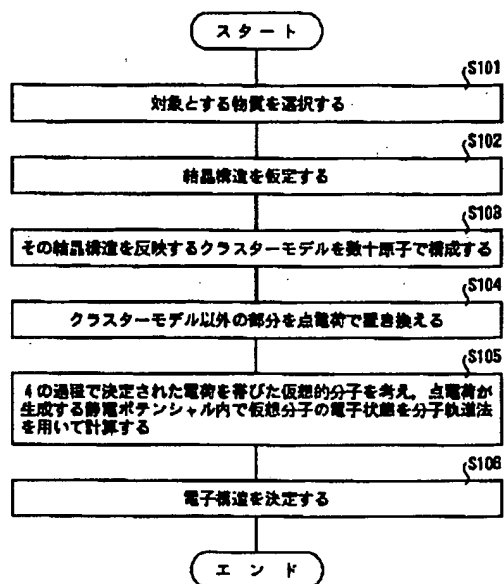 スタート
S101
対象とする物質を選択する
S102
結晶構造を仮定する
S103
その結晶構造を反映するクラスターモデルを数十原子で構成する
S104
クラスターモデル以外の部分を点電荷で置き換える
S105
4の過程で決定された電荷を帯びた仮想的分子を考え，点電荷が
生成する静電ポテンシャル内で仮想分子の電子状態を分子軌道法
を用いて計算する
S106
電子構造を決定する
エンド